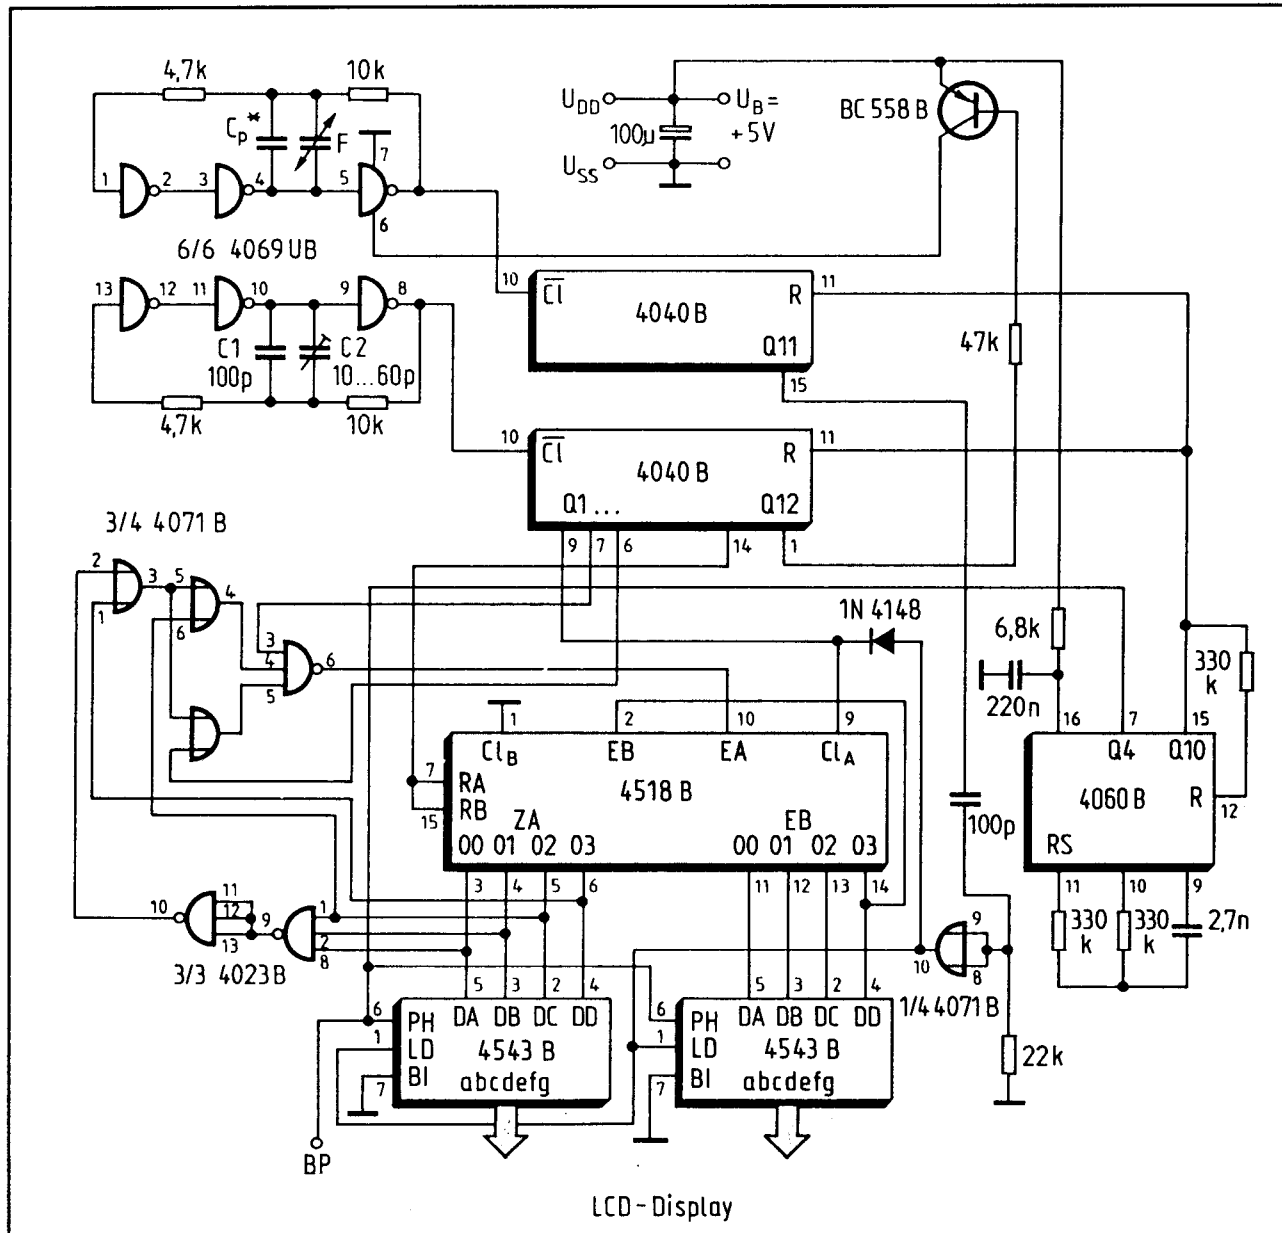 4,7k
10k
Cp*
F
7
1
2
3
4
5
6
6/6 4069 UB
13
12
11
10
9
8
C1
100p
C2
10...60p
4,7k
10k
UDD
UB =
100µ
+5V
USS
BC 558 B
47k
10
Cl
R
11
4040 B
Q11
15
10
Cl
R
11
4040 B
Q1 ...
Q12
9
7
6
14
1
3/4 4071 B
2
3
5
4
1
6
3
4
5
6
1N 4148
6,8k
220n
330
k
16
7
15
Q4
Q10
4060 B
R
12
RS
11
10
9
330
k
330
k
2,7n
1
2
10
9
ClB
EB
EA
ClA
7
RA
4518 B
RB
15
ZA
EB
00 01 02 03
00 01 02 03
3
4
5
6
11
12
13
14
100p
10
11
12
13
9
1
2
8
3/3 4023 B
9
10
8
1/4 4071 B
22k
5
3
2
4
6
PH
DA DB DC DD
1
LD
4543 B
BI
7
abcdefg
5
3
2
4
6
PH
DA DB DC DD
1
LD
4543 B
BI
7
abcdefg
BP
LCD-Display